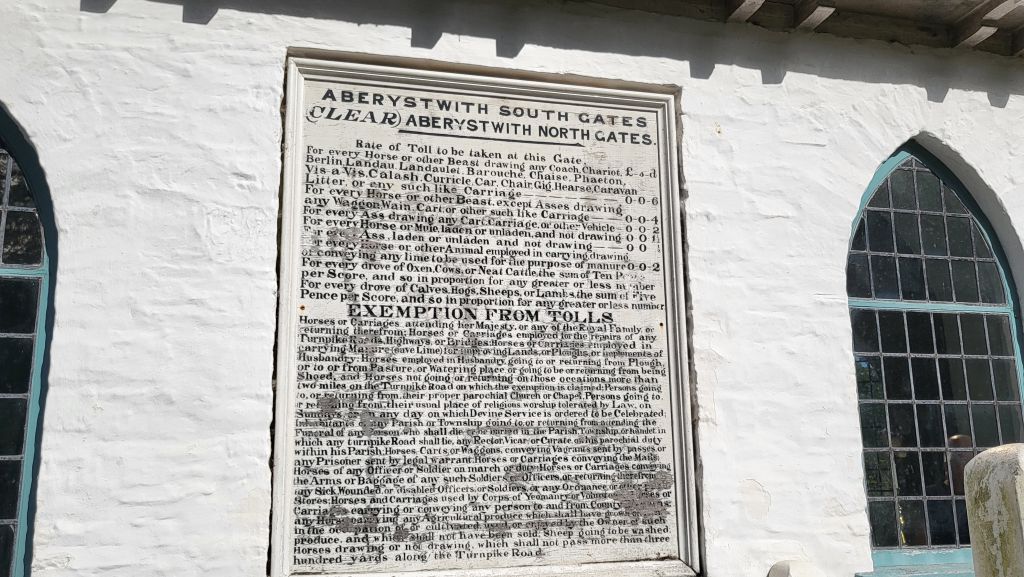 ABERYSTWITH SOUTH GATES
(CLEAR) ABERYSTWITH NORTH GATES.
Rate of Toll to be taken at this Gate.
For every Horse or other Beast drawing any Coach, Chariot, £-s-d
Berlin, Landau, Landaulet, Barouche, Chaise, Phaeton,
Vis-a-Vis, Calash, Curricle, Car, Chair, Gig, Hearse, Caravan
Litter, or any such like Carriage 0-0-6
For every Horse or other Beast, except Asses drawing
any Waggon, Wain, Cart, or other such like Carriage 0-0-4
For every Ass drawing any Cart, Carriage, or other Vehicle 0-0-2
For every Horse or Mule, laden or unladen, and not drawing 0-0-1½
For every Ass, laden or unladen and not drawing
For every Horse or other Animal employed in carrying, drawing
or conveying any lime to be used for the purpose of manure 0-0-2
For every drove of Oxen, Cows, or Neat Cattle, the sum of Ten
per Score, and so in proportion for any greater or less number
For every drove of Calves, Hogs, Sheeps, or Lambs, the sum of Five
Pence per Score, and so in proportion for any greater or less number
EXEMPTION FROM TOLLS
Horses or Carriages attending her Majesty, or any of the Royal Family, or
returning therefrom; Horses or Carriages employed for the repairs of any
Turnpike Roads, Highways, or Bridges; Horses or Carriages employed in
carrying Manure (save Lime) for improving Lands, or Ploughs, or implements of
Husbandry; Horses employed in Husbandry, going to or returning from Plough,
or to or from Pasture, or Watering place or going to be or returning from being
Shoed, and Horses not going or returning on those occations more than
two miles on the Turnpike Road on which the exemption is claimed; Persons going
to, or returning from, their proper parochial Church or Chapel, Persons going
to or returning from, their usual place of religious worship tolerated by Law, on
Sundays or on any day on which Devine Service is ordered to be Celebrated;
Inhabitants of any Parish or Township going to or returning from attending the
Funeral of any Person who shall die or be buried in the Parish, Township, or hamlet in
which any turnpike Road shall lie, any Rector, Vicar or Curate on his parochial duty
within his Parish, Horses, Carts, or Waggons, conveying Vagrants sent by passes or
any Prisoner sent by legal warrant; Horses or Carriages conveying the Mails;
Horses of any Officer or Soldier on march or duty; Horses or Carriages conveying
the Arms or Baggage of any such Soldiers or Officers, or returning therefrom
any Sick, Wounded, or disabled Officers, or Soldiers, or any Ordnance, or
Stores; Horses and Carriages used by Corps of Yeomanry or Volunteers; Horses or
Carriages carrying or conveying any person to and from County
any Horse carrying any Agricultural produce which shall have grown
in the occupation of or cultivated, used, or enjoyed by the Owner of such
produce, and which shall not have been sold; Sheep going to be washed
Horses drawing or not drawing, which shall not pass more than three
hundred yards along the Turnpike Road.